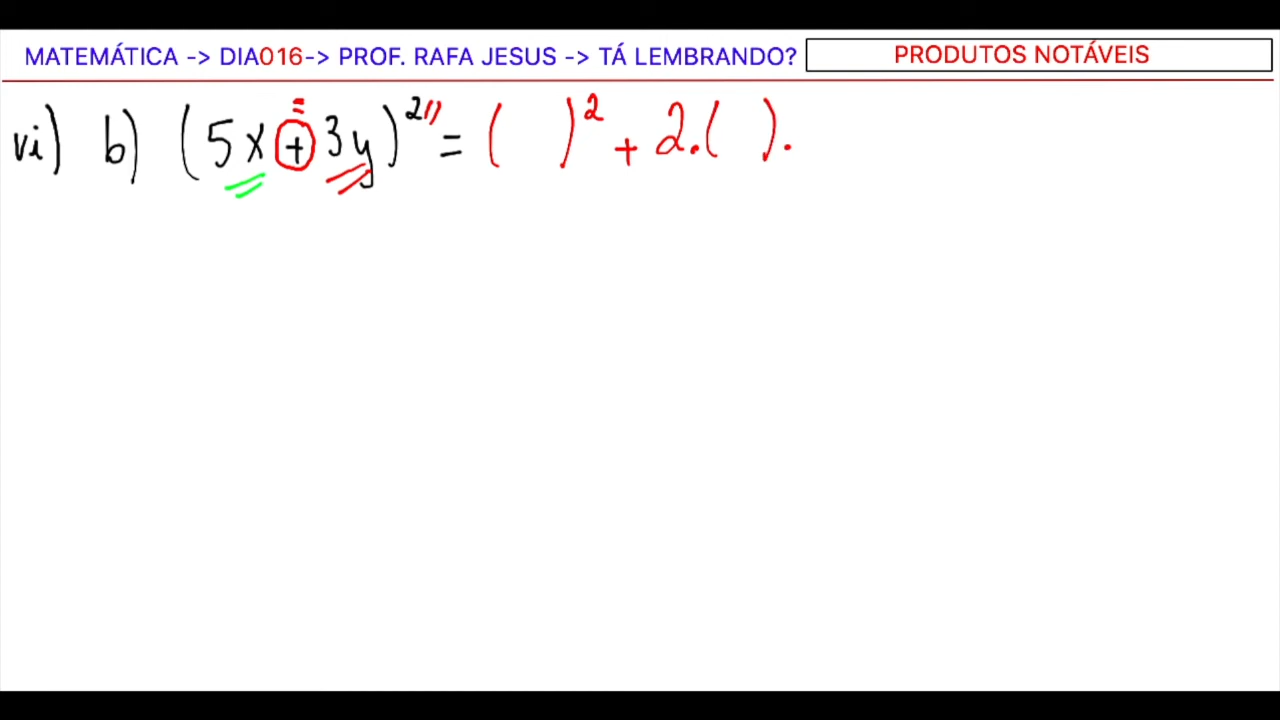 MATEMÁTICA -> DIA016-> PROF. RAFA JESUS -> TÁ LEMBRANDO? PRODUTOS NOTÁVEIS
vi) b) (5x + 3y)² = ( )² + 2.( ).